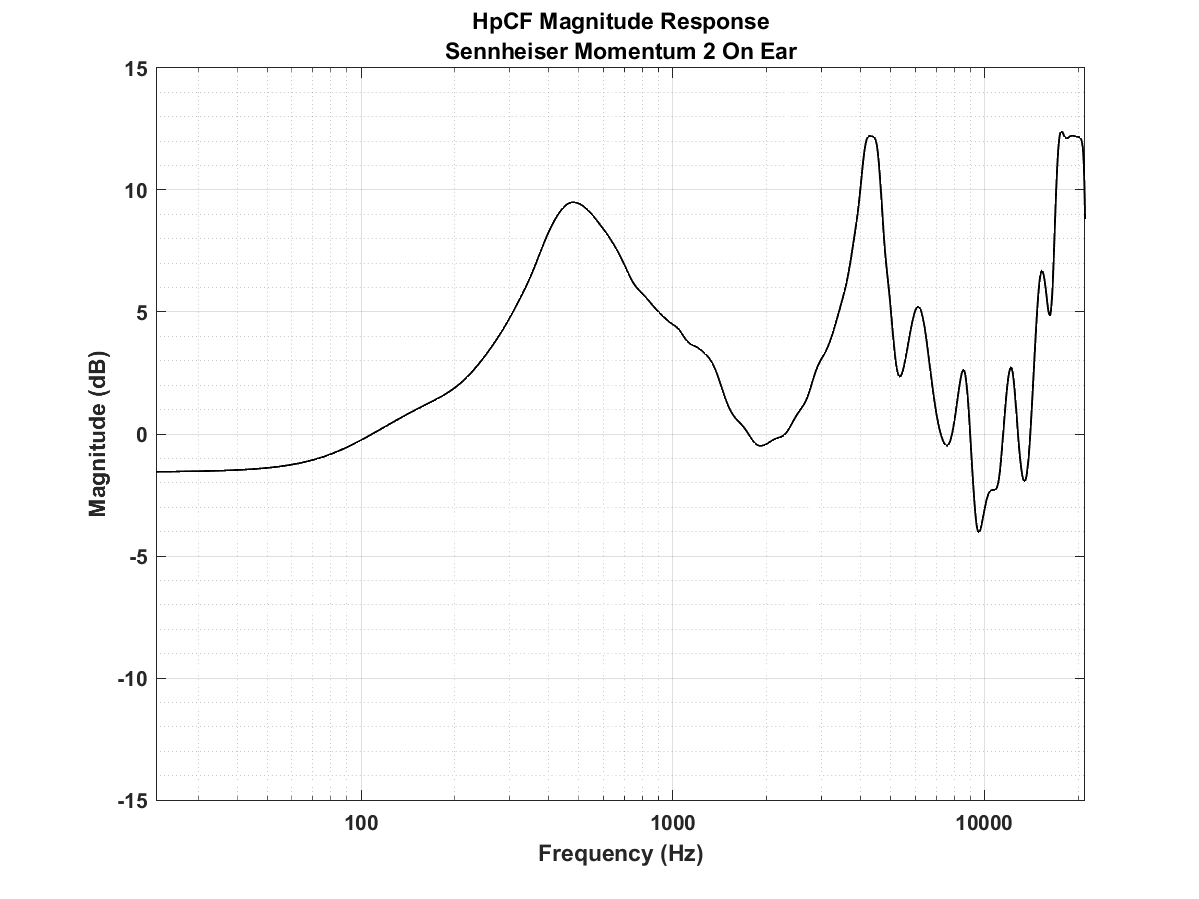 HpCF Magnitude Response
Sennheiser Momentum 2 On Ear
15
10
5
0
-5
-10
-15
Magnitude (dB)
100
1000
10000
Frequency (Hz)